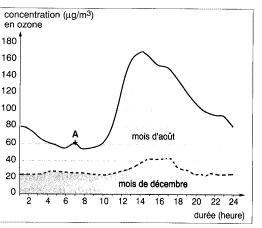 concentration (µg/m³)
en ozone
180
160
140
120
100
80
A
60
mois d'août
40
20
mois de décembre
0
2 4 6 8 10 12 14 16 18 20 22 24
durée (heure)